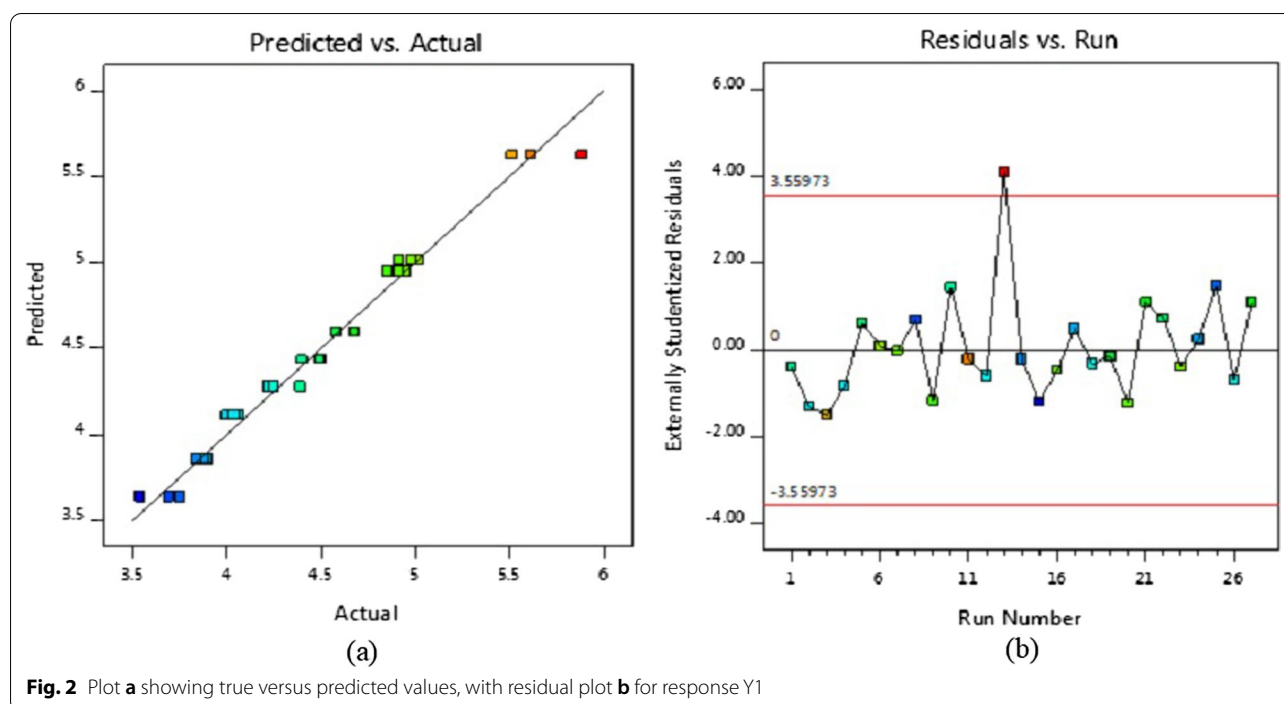 Predicted vs. Actual
6
5.5
5
4.5
4
3.5
Predicted
3.5 4 4.5 5 5.5 6
Actual
(a)
Residuals vs. Run
6.00
4.00
2.00
0.00
-2.00
-4.00
Externally Studentized Residuals
3.55973
0
-3.55973
1 6 11 16 21 26
Run Number
(b)
Fig. 2 Plot a showing true versus predicted values, with residual plot b for response Y1